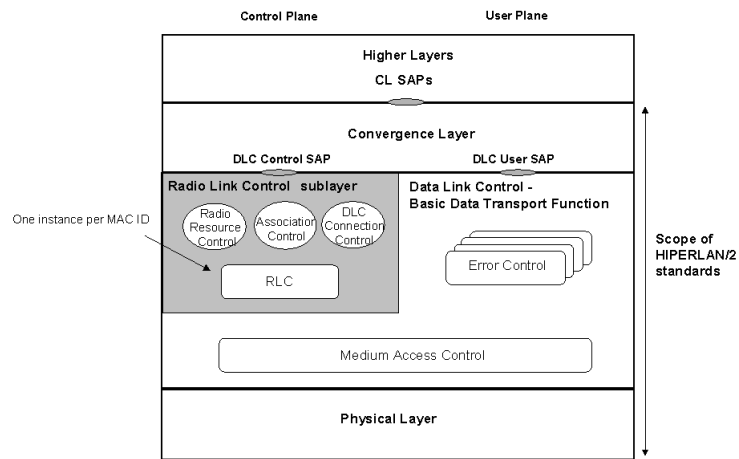 Control Plane
User Plane
Higher Layers
CL SAPs
Convergence Layer
DLC Control SAP
DLC User SAP
Radio Link Control sublayer
Data Link Control -
Basic Data Transport Function
Radio
Resource
Control
Association
Control
DLC
Connection
Control
One instance per MAC ID
RLC
Error Control
Scope of
HIPERLAN/2
standards
Medium Access Control
Physical Layer